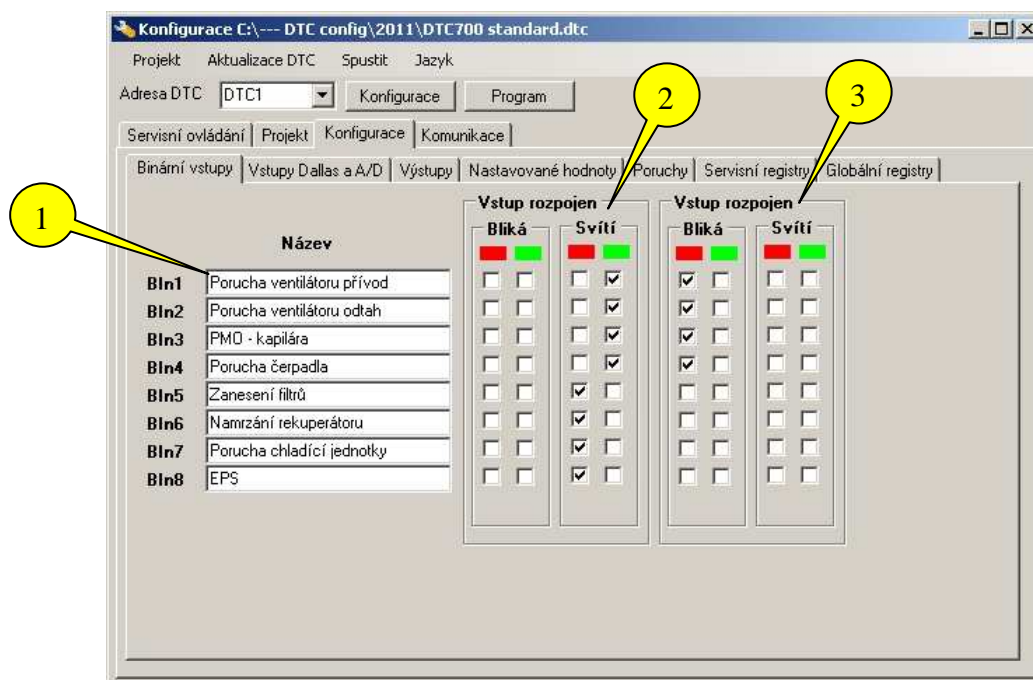 Konfigurace C:\--- DTC config\2011\DTC700 standard.dtc
Projekt Aktualizace DTC Spustit Jazyk
Adresa DTC DTC1 Konfigurace Program
2
3
Servisní ovládání Projekt Konfigurace Komunikace
Binární vstupy Vstupy Dallas a A/D Výstupy Nastavované hodnoty Poruchy Servisní registry Globální registry
1
Vstup rozpojen Vstup rozpojen
Bliká Svítí Bliká Svítí
Název
BIn1 Porucha ventilátoru přívod
BIn2 Porucha ventilátoru odtah
BIn3 PMO - kapilára
BIn4 Porucha čerpadla
BIn5 Zanesení filtrů
BIn6 Namrzání rekuperátoru
BIn7 Porucha chladící jednotky
BIn8 EPS